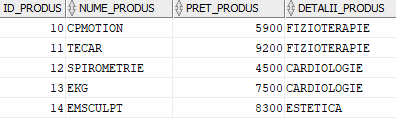 ID_PRODUS NUME_PRODUS PRET_PRODUS DETALII_PRODUS
10 CPMOTION 5900 FIZIOTERAPIE
11 TECAR 9200 FIZIOTERAPIE
12 SPIROMETRIE 4500 CARDIOLOGIE
13 EKG 7500 CARDIOLOGIE
14 EMSCULPT 8300 ESTETICA